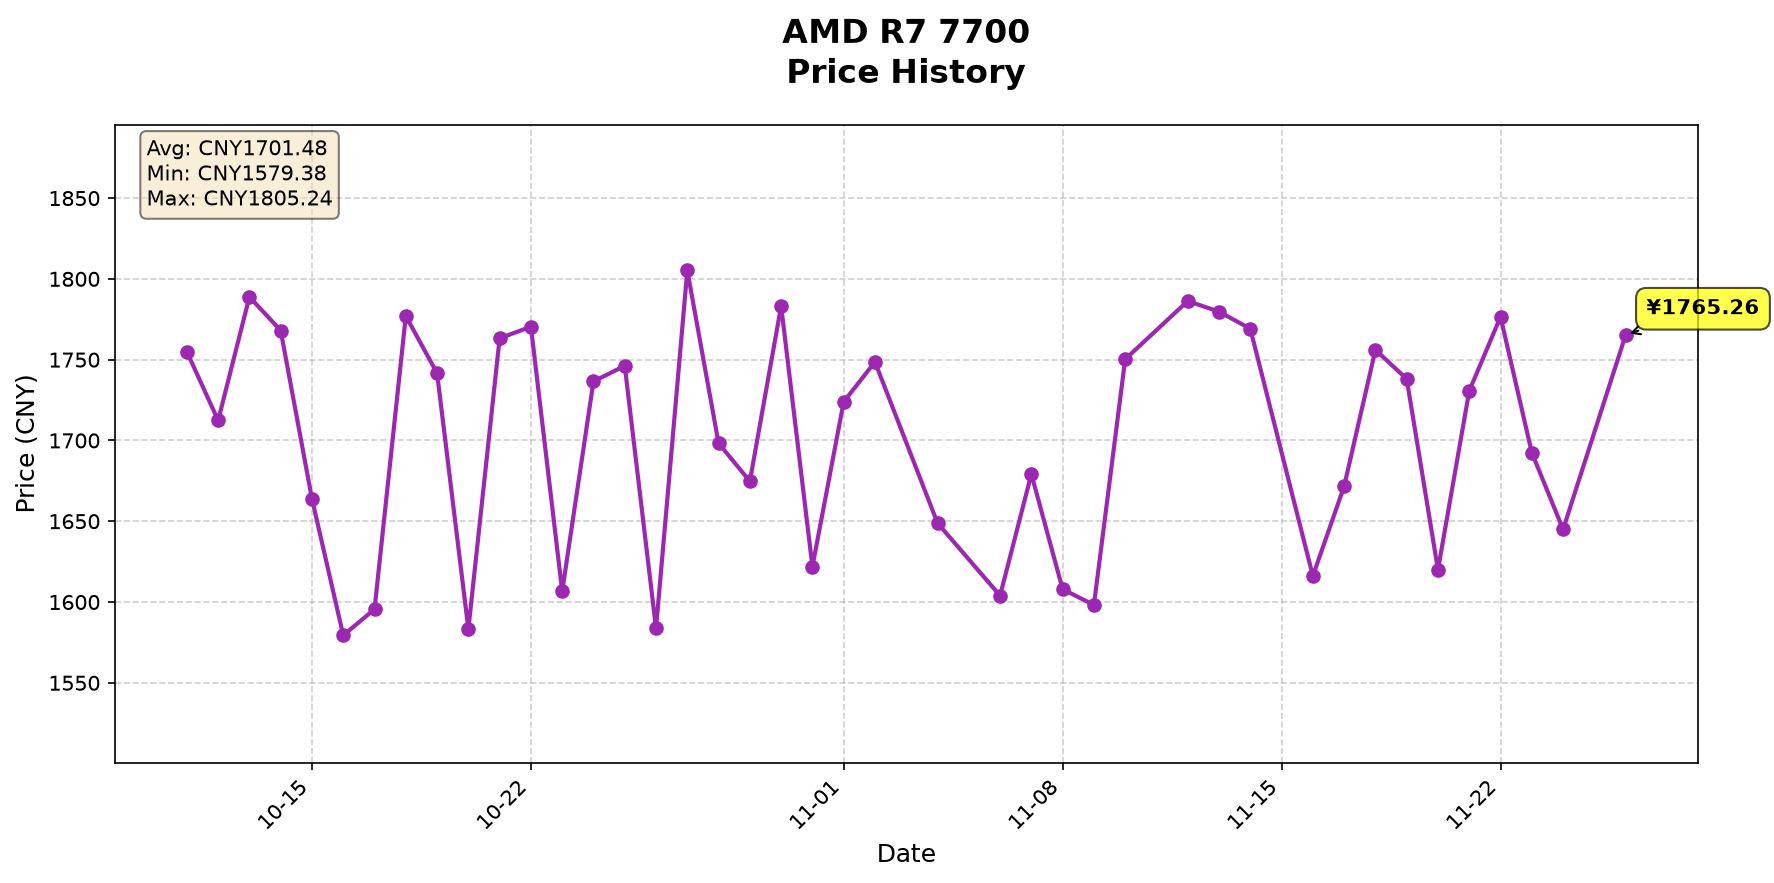 AMD R7 7700
Price History
Avg: CNY1701.48
Min: CNY1579.38
Max: CNY1805.24
¥1765.26
Price (CNY)
1850
1800
1750
1700
1650
1600
1550
10-15
10-22
11-01
11-08
11-15
11-22
Date